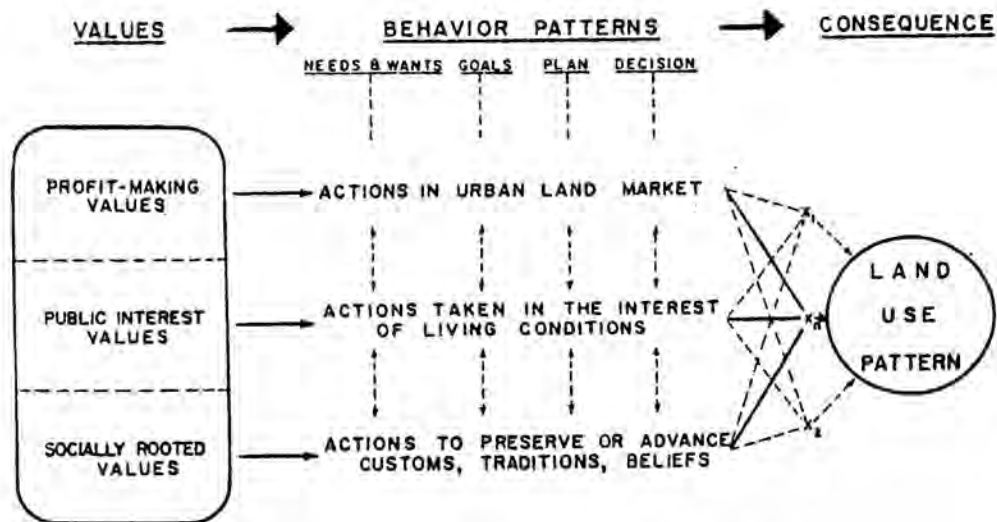 VALUES
BEHAVIOR PATTERNS
CONSEQUENCE
NEEDS & WANTS
GOALS
PLAN
DECISION
PROFIT-MAKING
VALUES
ACTIONS IN URBAN LAND MARKET
PUBLIC INTEREST
VALUES
ACTIONS TAKEN IN THE INTEREST
OF LIVING CONDITIONS
SOCIALLY ROOTED
VALUES
ACTIONS TO PRESERVE OR ADVANCE
CUSTOMS, TRADITIONS, BELIEFS
LAND
USE
PATTERN